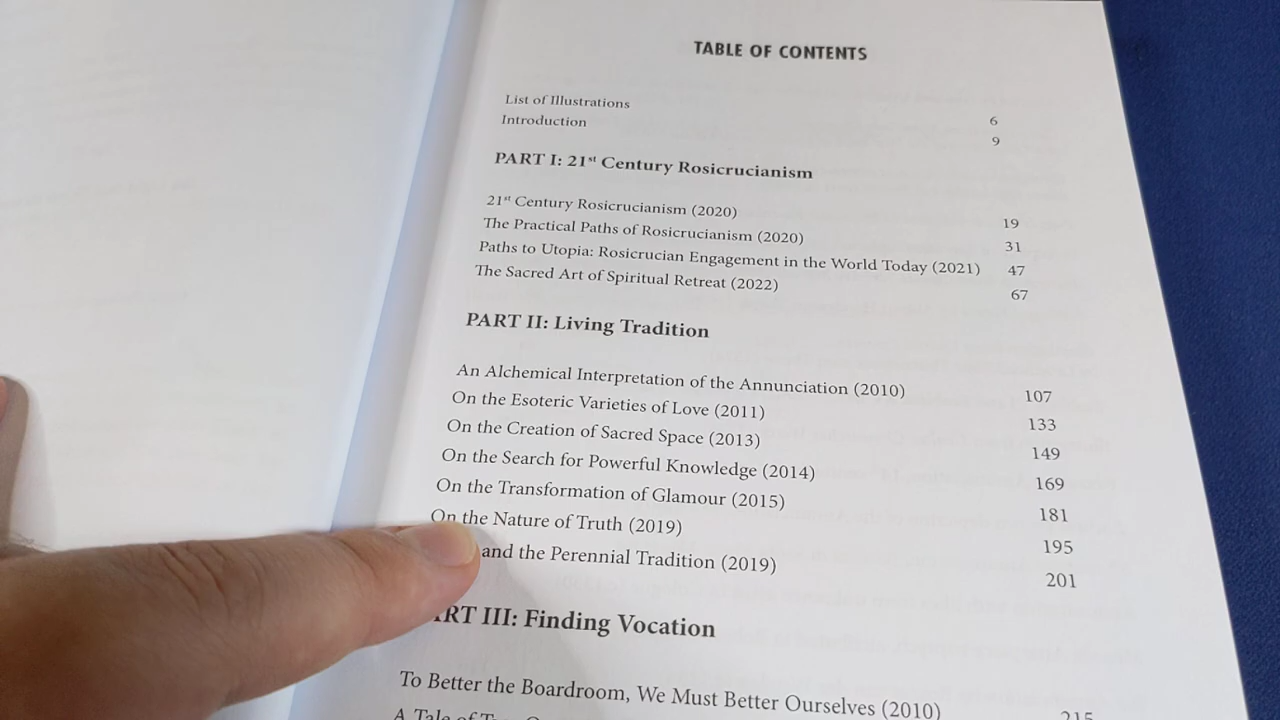 TABLE OF CONTENTS
List of Illustrations 6
Introduction 9
PART I: 21st Century Rosicrucianism
21st Century Rosicrucianism (2020) 19
The Practical Paths of Rosicrucianism (2020) 31
Paths to Utopia: Rosicrucian Engagement in the World Today (2021) 47
The Sacred Art of Spiritual Retreat (2022) 67
PART II: Living Tradition
An Alchemical Interpretation of the Annunciation (2010) 107
On the Esoteric Varieties of Love (2011) 133
On the Creation of Sacred Space (2013) 149
On the Search for Powerful Knowledge (2014) 169
On the Transformation of Glamour (2015) 181
On the Nature of Truth (2019) 195
and the Perennial Tradition (2019) 201
III: Finding Vocation
To Better the Boardroom, We Must Better Ourselves (2010) 215
A Tale of